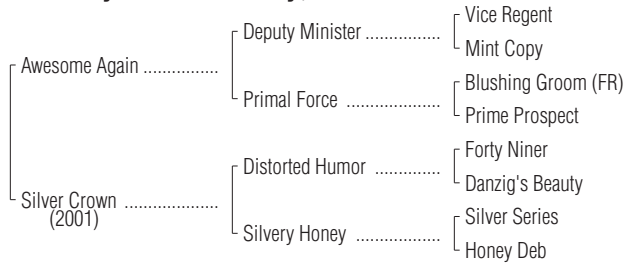 Vice Regent
Deputy Minister ................
Mint Copy
Awesome Again ................
Blushing Groom (FR)
Primal Force ....................
Prime Prospect
Forty Niner
Distorted Humor ..............
Danzig's Beauty
Silver Crown ....................
(2001)
Silver Series
Silvery Honey ..................
Honey Deb